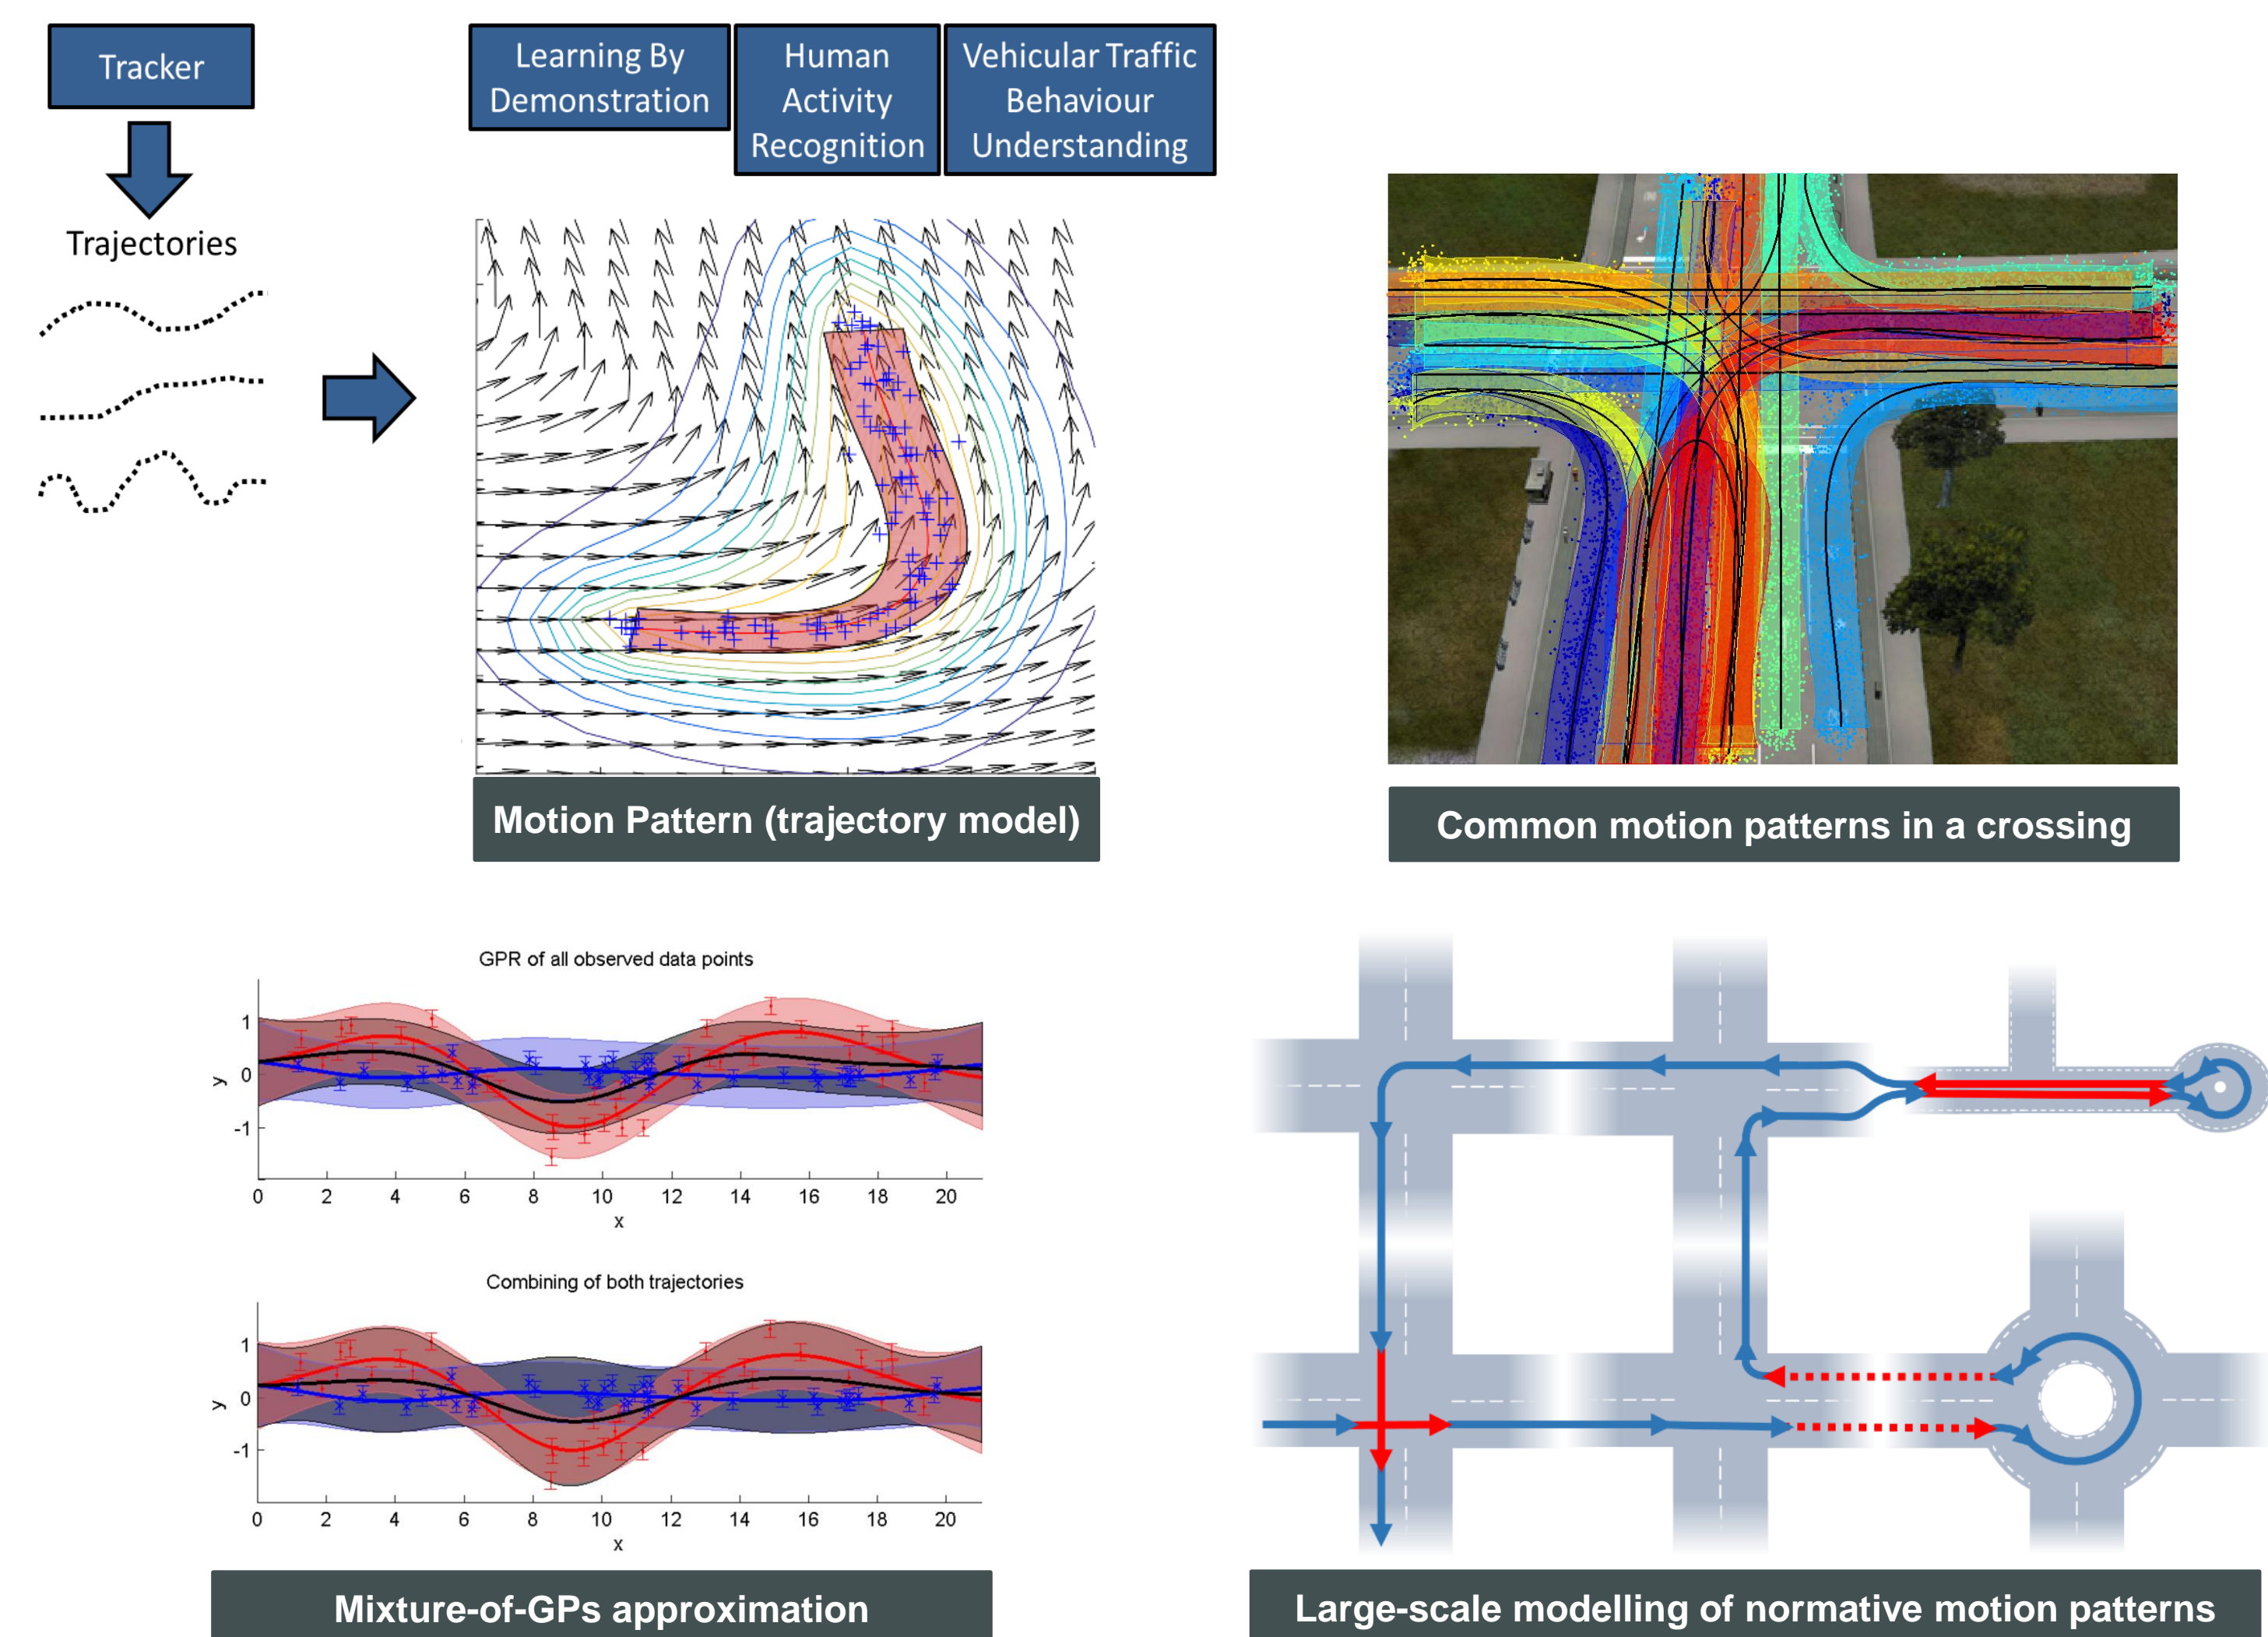 Tracker
Trajectories
Learning By
Demonstration
Human
Activity
Recognition
Vehicular Traffic
Behaviour
Understanding
Motion Pattern (trajectory model)
Common motion patterns in a crossing
GPR of all observed data points
y
1
0
-1
0 2 4 6 8 10 12 14 16 18 20
x
Combining of both trajectories
y
1
0
-1
0 2 4 6 8 10 12 14 16 18 20
x
Mixture-of-GPs approximation
Large-scale modelling of normative motion patterns